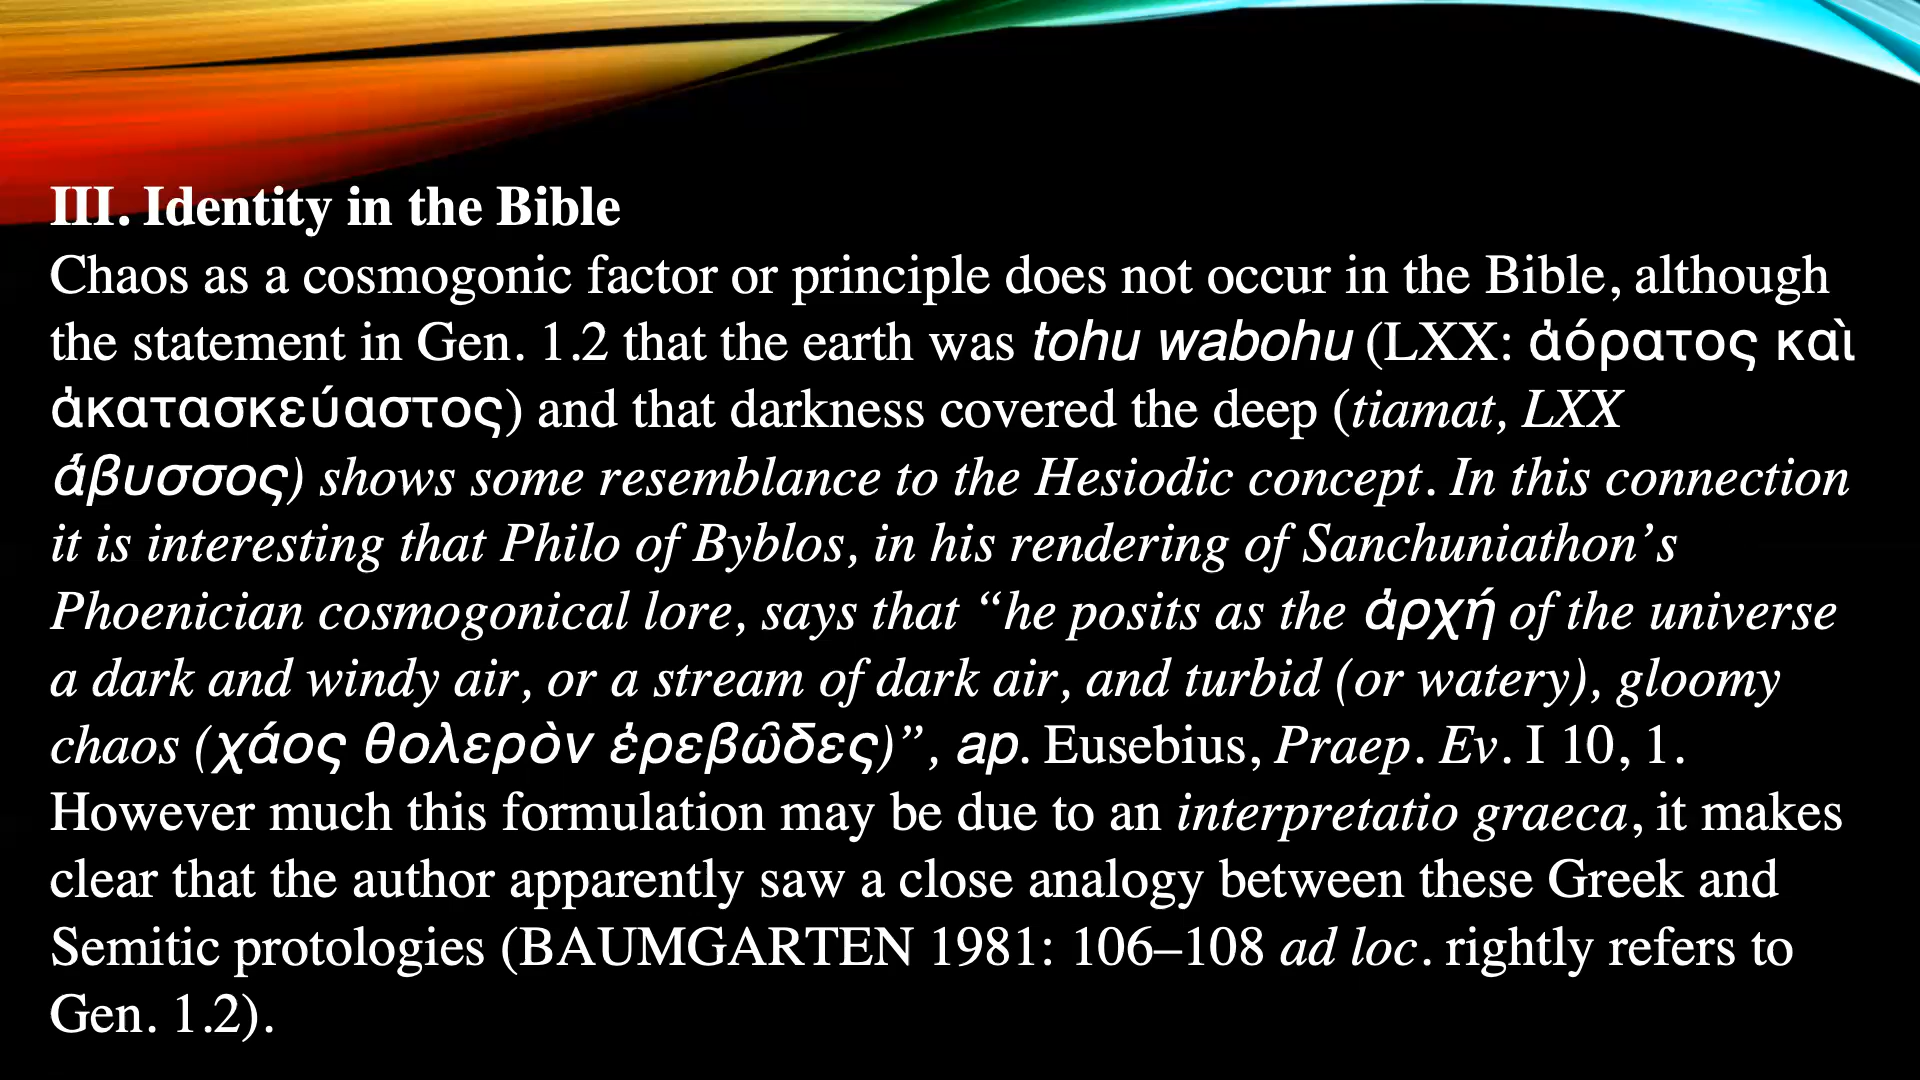 III. Identity in the Bible
Chaos as a cosmogonic factor or principle does not occur in the Bible, although
the statement in Gen. 1.2 that the earth was tohu wabohu (LXX: ἀόρατος καὶ
ἀκατασκεύαστος) and that darkness covered the deep (tiamat, LXX
ἄβυσσος) shows some resemblance to the Hesiodic concept. In this connection
it is interesting that Philo of Byblos, in his rendering of Sanchuniathon’s
Phoenician cosmogonical lore, says that “he posits as the ἀρχή of the universe
a dark and windy air, or a stream of dark air, and turbid (or watery), gloomy
chaos (χάος θολερὸν ἐρεβῶδες)”, ap. Eusebius, Praep. Ev. I 10, 1.
However much this formulation may be due to an interpretatio graeca, it makes
clear that the author apparently saw a close analogy between these Greek and
Semitic protologies (BAUMGARTEN 1981: 106–108 ad loc. rightly refers to
Gen. 1.2).